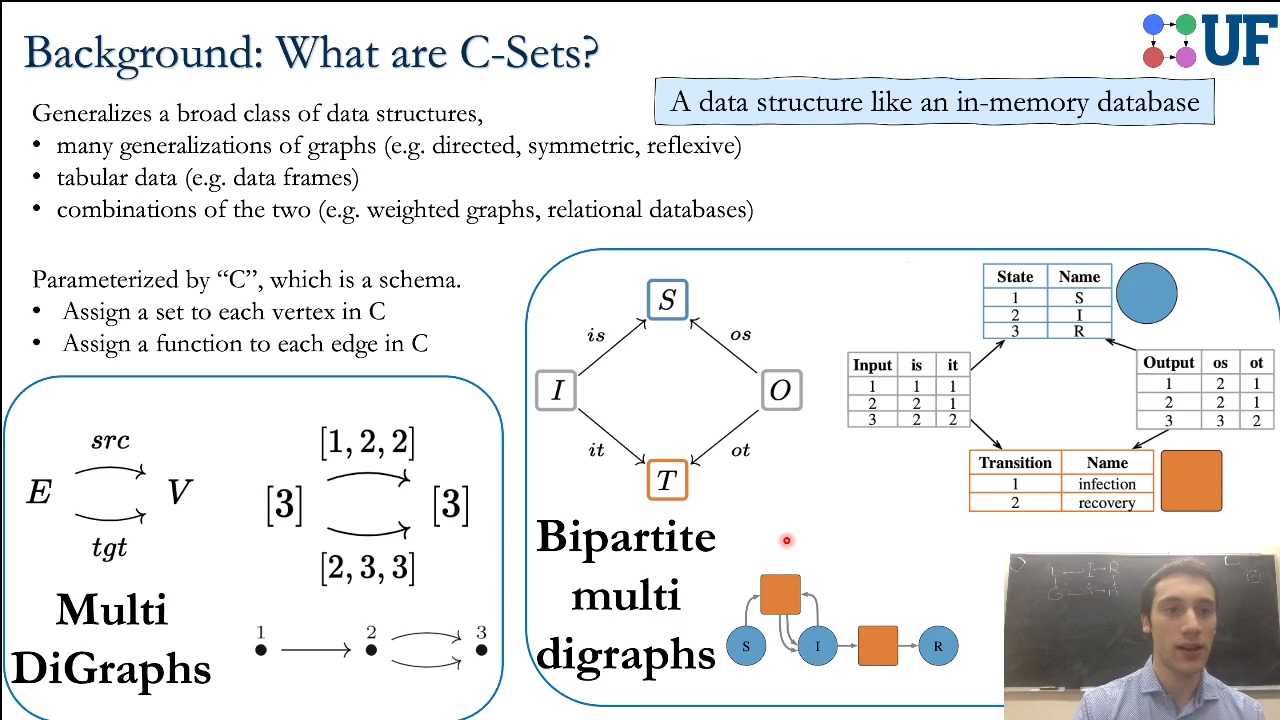 Background: What are C-Sets?
UF
A data structure like an in-memory database
Generalizes a broad class of data structures,
• many generalizations of graphs (e.g. directed, symmetric, reflexive)
• tabular data (e.g. data frames)
• combinations of the two (e.g. weighted graphs, relational databases)
Parameterized by “C”, which is a schema.
• Assign a set to each vertex in C
• Assign a function to each edge in C
src
E V
tgt
[1, 2, 2]
[3] [3]
[2, 3, 3]
Multi
DiGraphs
1 2 3
S
is os
I O
it ot
T
State Name
1 S
2 I
3 R
Input is it
1 1 1
2 2 1
3 2 2
Output os ot
1 2 1
2 2 1
3 3 2
Transition Name
1 infection
2 recovery
Bipartite
multi
digraphs
S I R